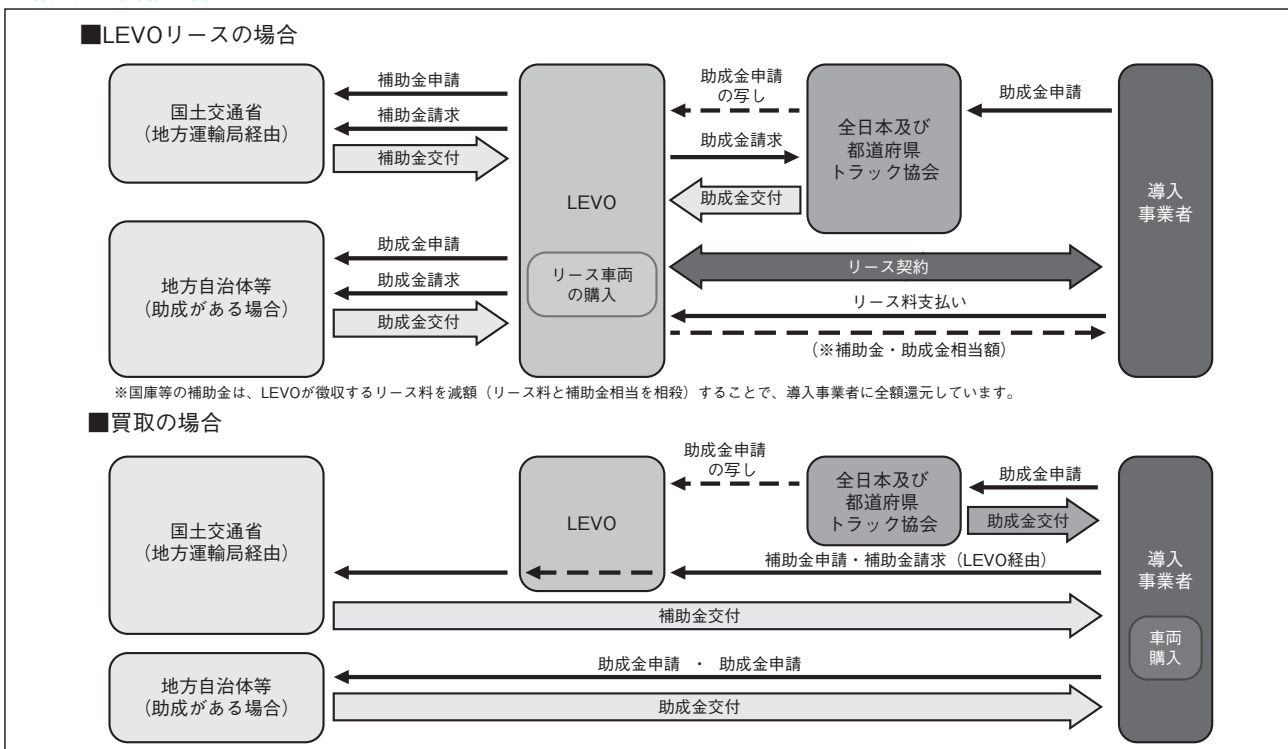 ■LEVOリースの場合
国土交通省
（地方運輸局経由）
補助金申請
補助金請求
補助金交付
地方自治体等
（助成がある場合）
助成金申請
助成金請求
助成金交付
LEVO
リース車両
の購入
助成金申請
の写し
助成金請求
助成金交付
全日本及び
都道府県
トラック協会
助成金申請
導入
事業者
リース契約
リース料支払い
（※補助金・助成金相当額）
※国庫等の補助金は、LEVOが徴収するリース料を減額（リース料と補助金相当を相殺）することで、導入事業者に全額還元しています。
■買取の場合
国土交通省
（地方運輸局経由）
LEVO
助成金申請
の写し
全日本及び
都道府県
トラック協会
助成金申請
助成金交付
補助金申請・補助金請求（LEVO経由）
補助金交付
導入
事業者
車両
購入
地方自治体等
（助成がある場合）
助成金申請 ・ 助成金申請
助成金交付